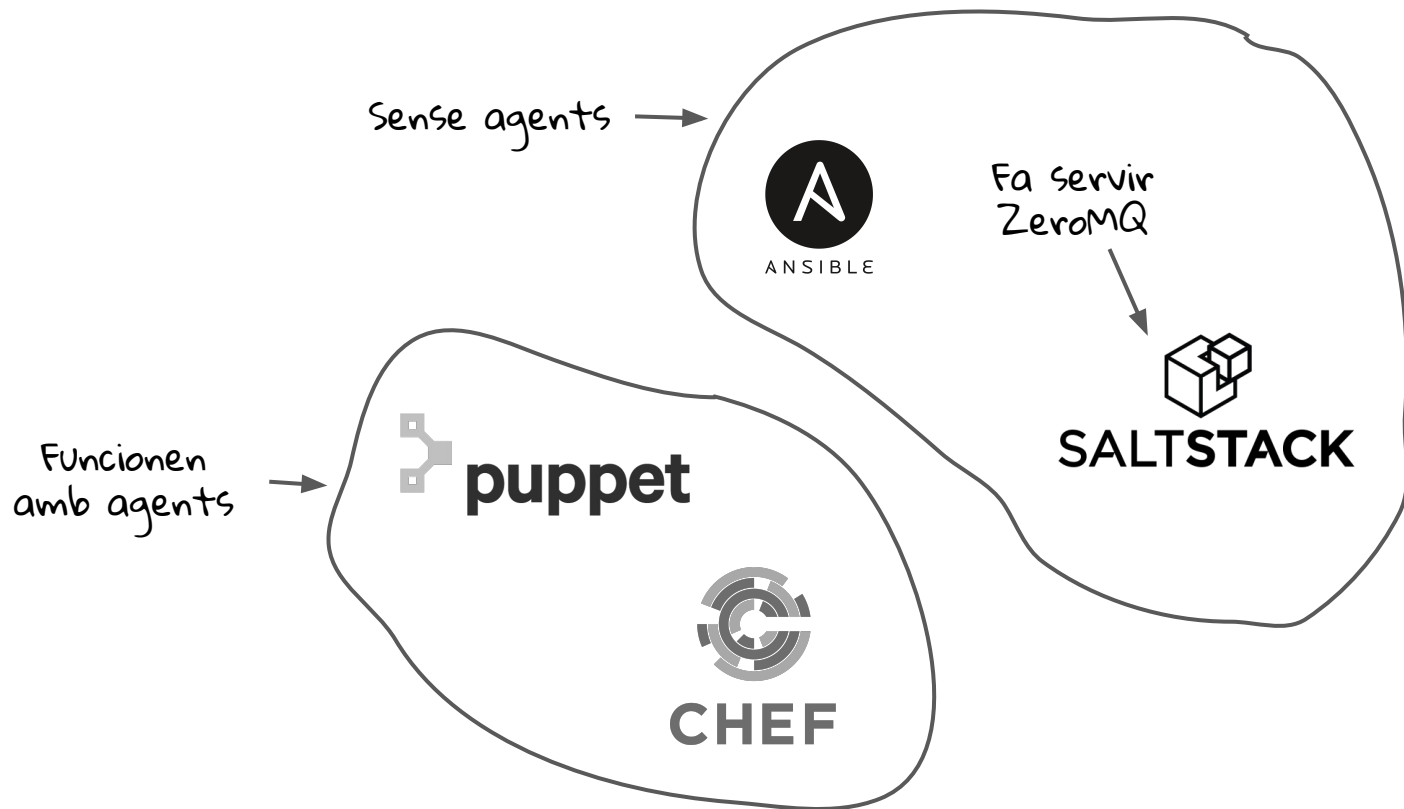 Sense agents
Fa servir
ZeroMQ
ANSIBLE
SALTSTACK
Funcionen
amb agents
puppet
CHEF